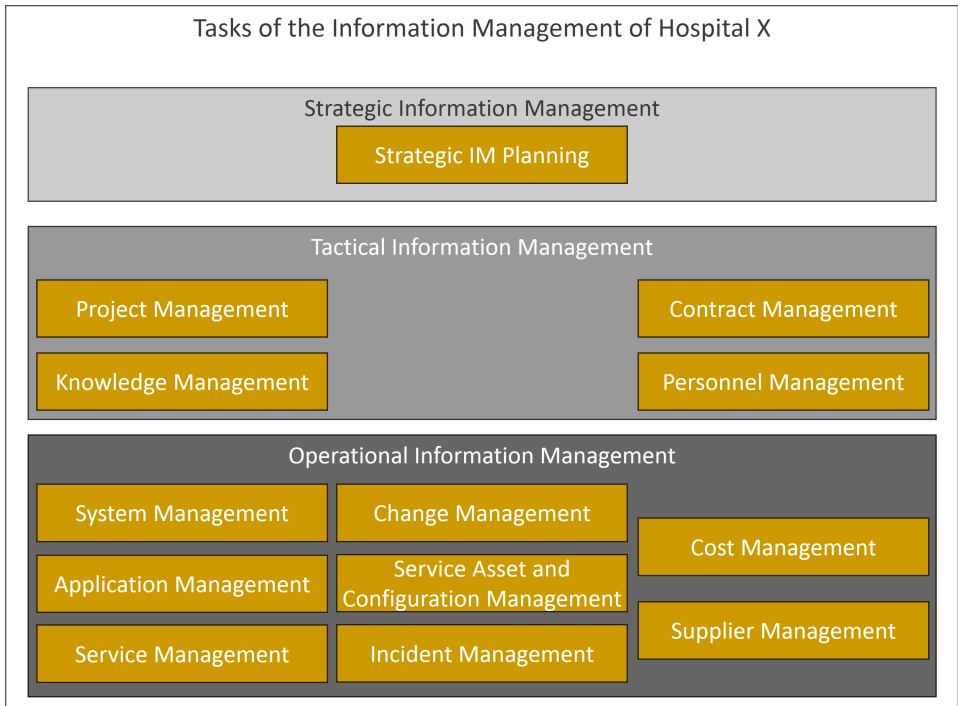 Tasks of the Information Management of Hospital X
Strategic Information Management
Strategic IM Planning
Tactical Information Management
Project Management
Contract Management
Knowledge Management
Personnel Management
Operational Information Management
System Management
Change Management
Cost Management
Application Management
Service Asset and
Configuration Management
Supplier Management
Service Management
Incident Management